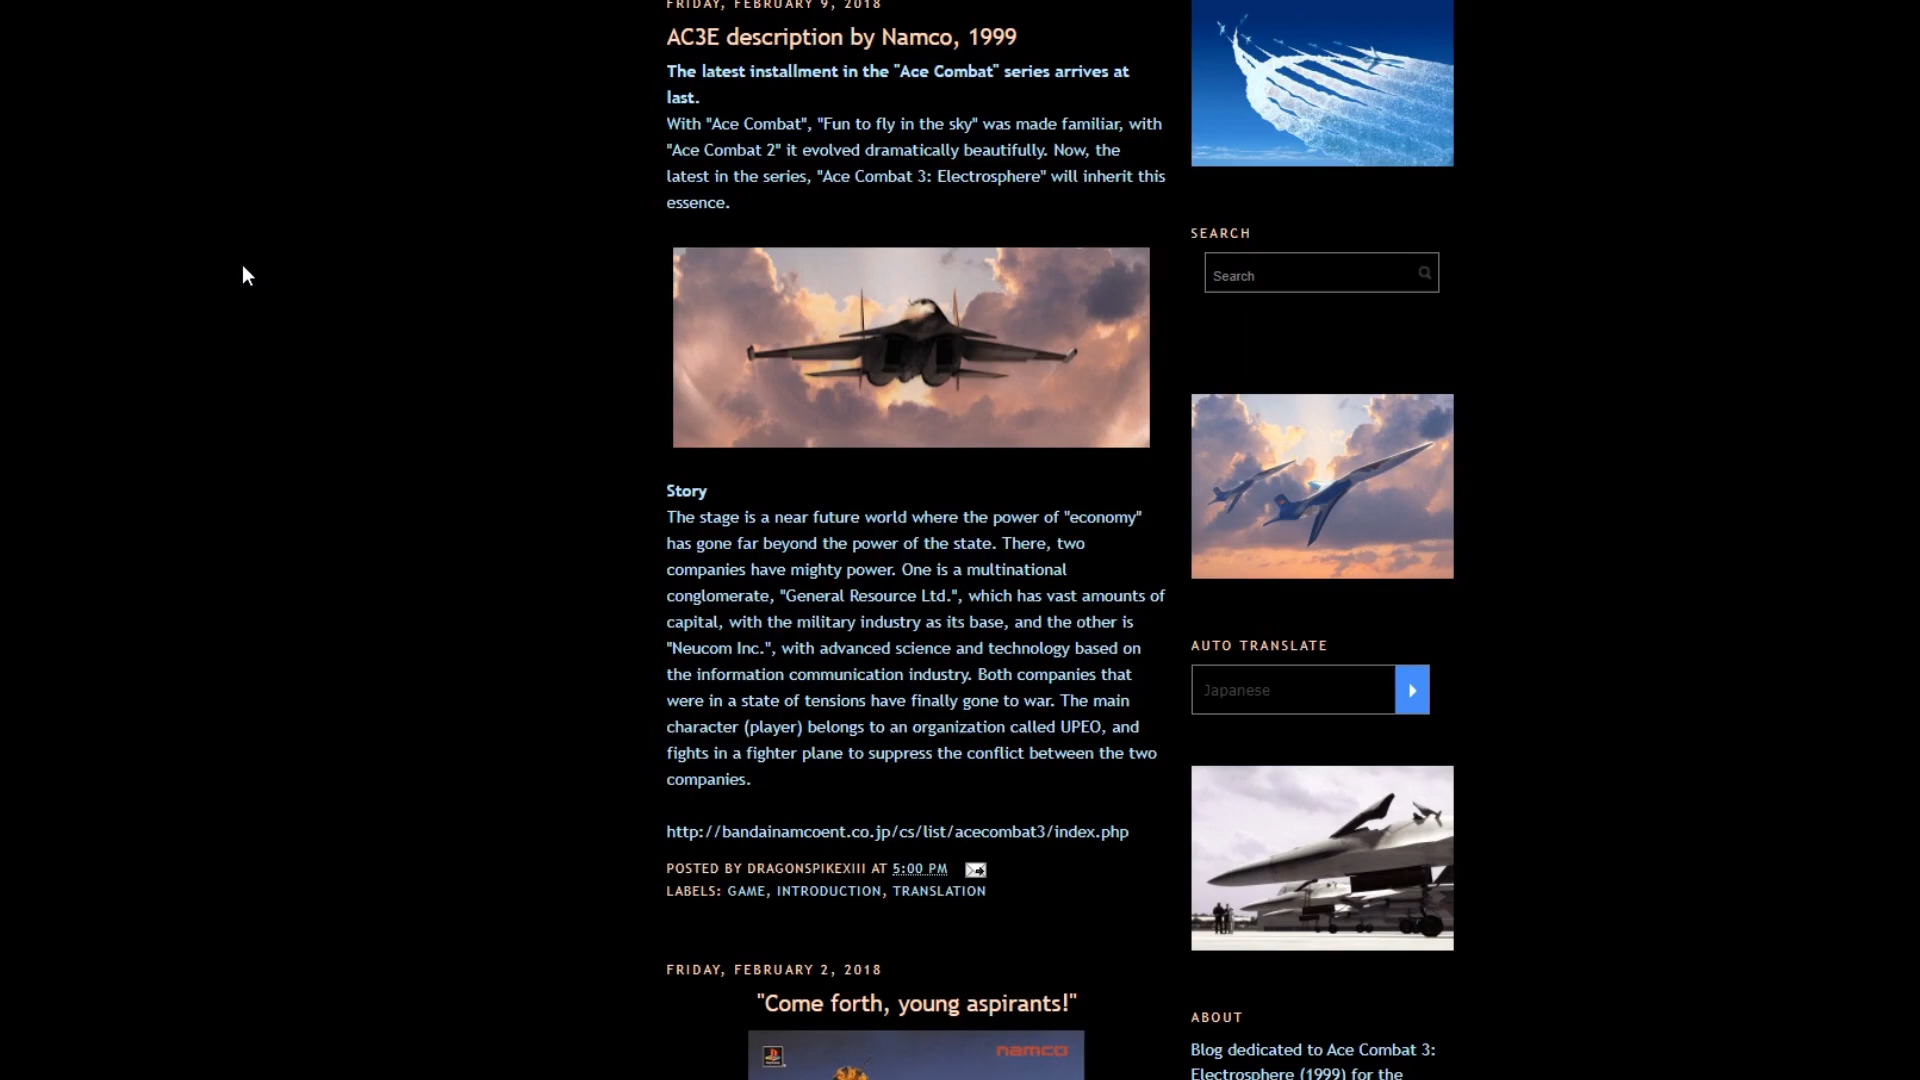 FRIDAY, FEBRUARY 9, 2018
AC3E description by Namco, 1999
The latest installment in the "Ace Combat" series arrives at
last.
With "Ace Combat", "Fun to fly in the sky" was made familiar, with
"Ace Combat 2" it evolved dramatically beautifully. Now, the
latest in the series, "Ace Combat 3: Electrosphere" will inherit this
essence.
Story
The stage is a near future world where the power of "economy"
has gone far beyond the power of the state. There, two
companies have mighty power. One is a multinational
conglomerate, "General Resource Ltd.", which has vast amounts of
capital, with the military industry as its base, and the other is
"Neucom Inc.", with advanced science and technology based on
the information communication industry. Both companies that
were in a state of tensions have finally gone to war. The main
character (player) belongs to an organization called UPEO, and
fights in a fighter plane to suppress the conflict between the two
companies.
http://bandainamcoent.co.jp/cs/list/acecombat3/index.php
POSTED BY DRAGONSPIKEXIII AT 5:00 PM
LABELS: GAME, INTRODUCTION, TRANSLATION
FRIDAY, FEBRUARY 2, 2018
"Come forth, young aspirants!"
namco
SEARCH
Search
AUTO TRANSLATE
Japanese
ABOUT
Blog dedicated to Ace Combat 3:
Electrosphere (1999) for the